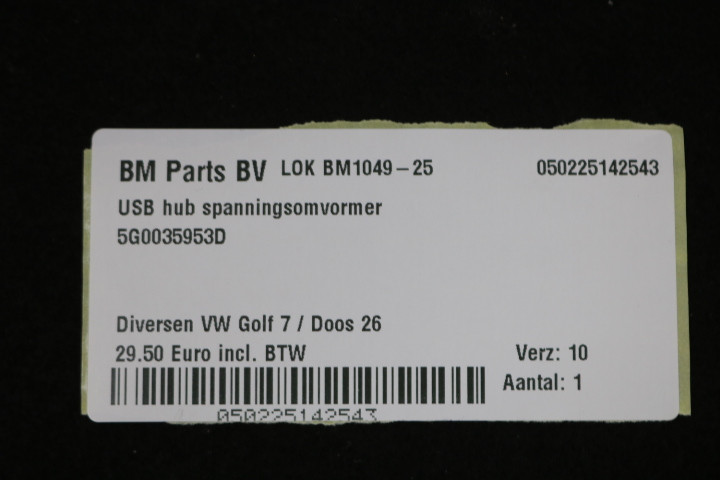 BM Parts BV LOK BM1049-25 050225142543
USB hub spanningsomvormer
5G0035953D
Diversen VW Golf 7 / Doos 26
29.50 Euro incl. BTW Verz: 10
Aantal: 1
050225142543